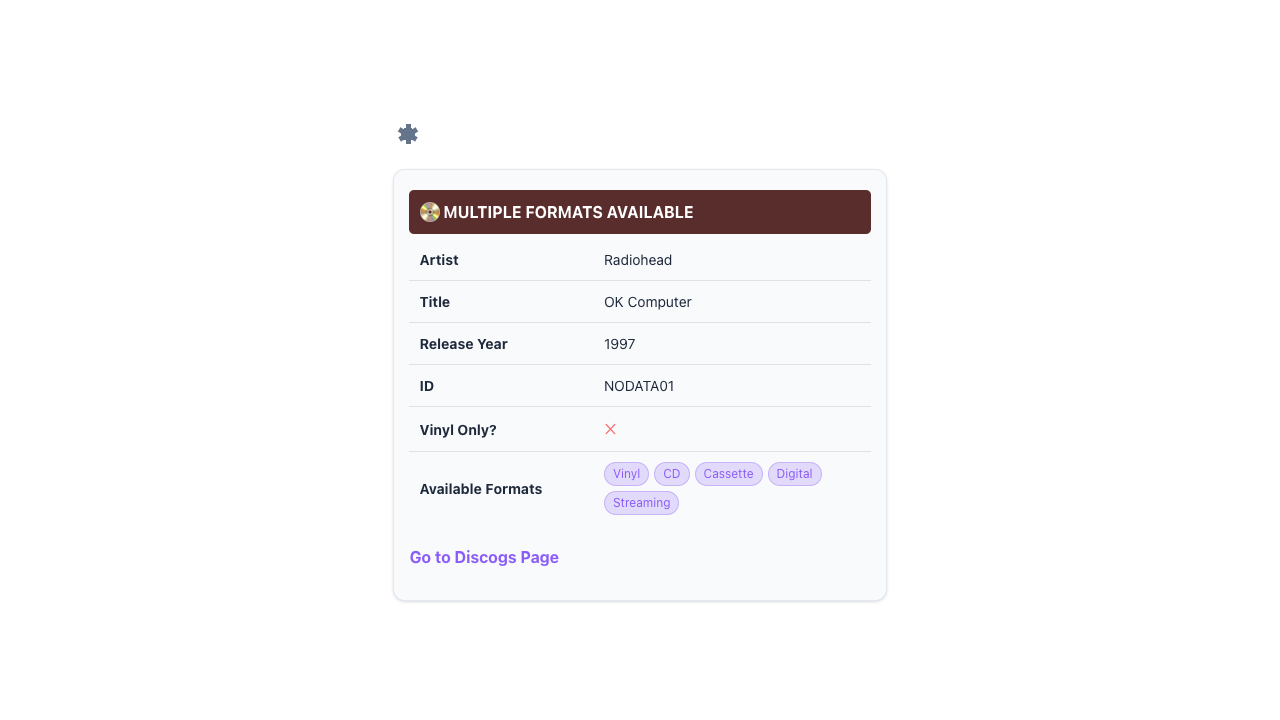 MULTIPLE FORMATS AVAILABLE
Artist Radiohead
Title OK Computer
Release Year 1997
ID NODATA01
Vinyl Only?
Available Formats Vinyl CD Cassette Digital
Streaming
Go to Discogs Page